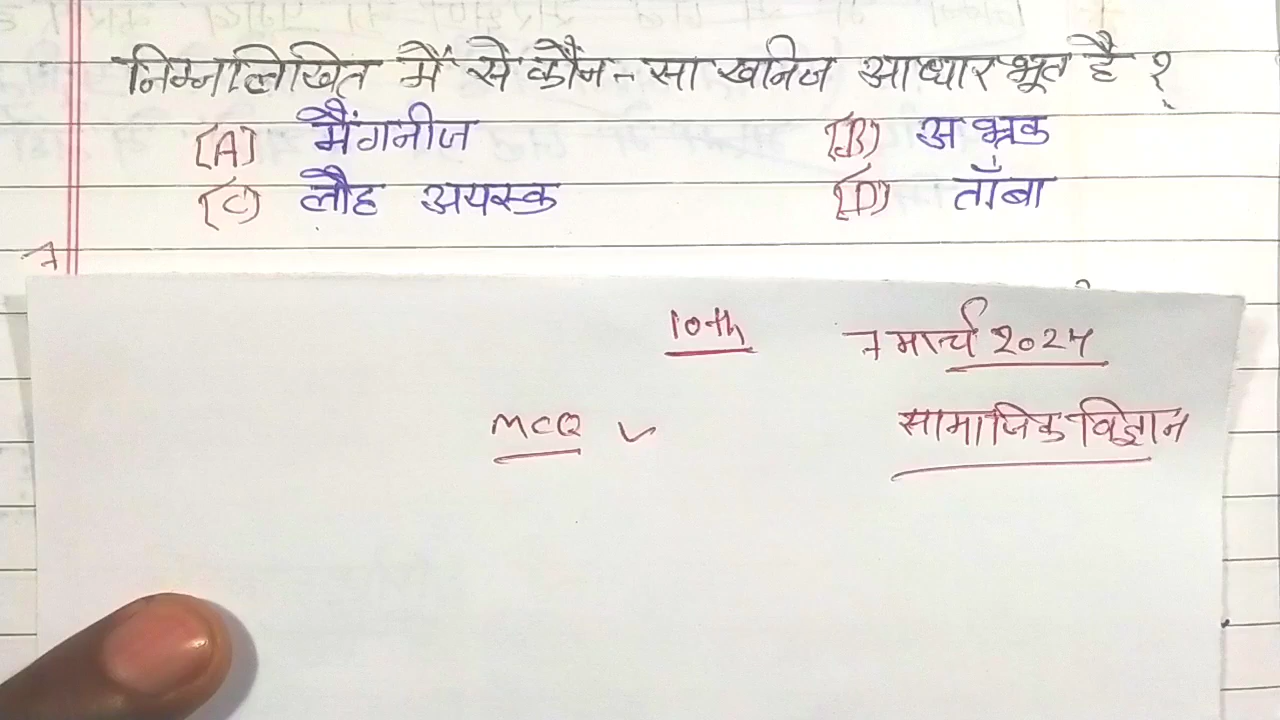 निम्नलिखित में से कौन-सा खनिज आधारभूत है ?
(A) मैंगनीज (B) अभ्रक
(C) लौह अयस्क (D) ताँबा
10th 7 मार्च 2024
MCQ सामाजिक विज्ञान